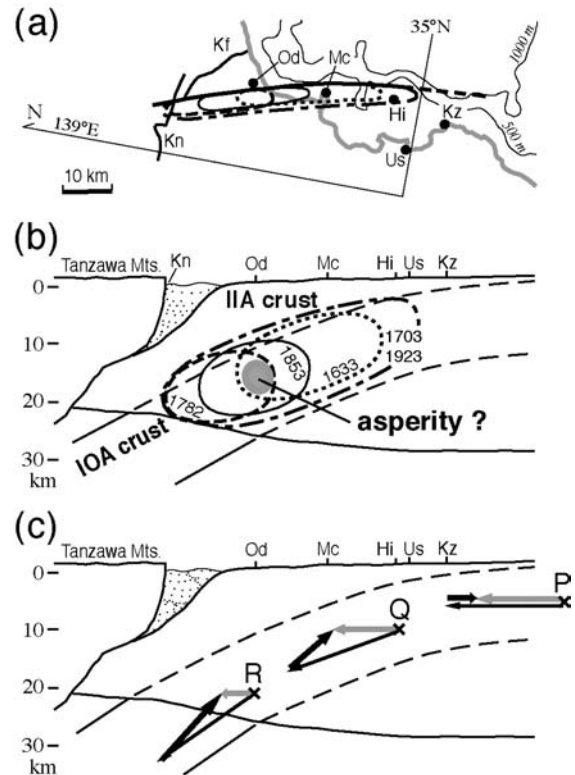 (a)
Kf
Od
Mc
35°N
1000 m.
Hi
Kz
500 m.
N
139°E
Kn
Us
10 km
(b)
Tanzawa Mts.
Kn
Od
Mc
Hi
Us
Kz
0
IIA crust
10
1853
1703
1633
1923
20
1782
asperity ?
IOA crust
30
km
(c)
Tanzawa Mts.
Od
Mc
Hi
Us
Kz
0
P
10
Q
R
20
30
km